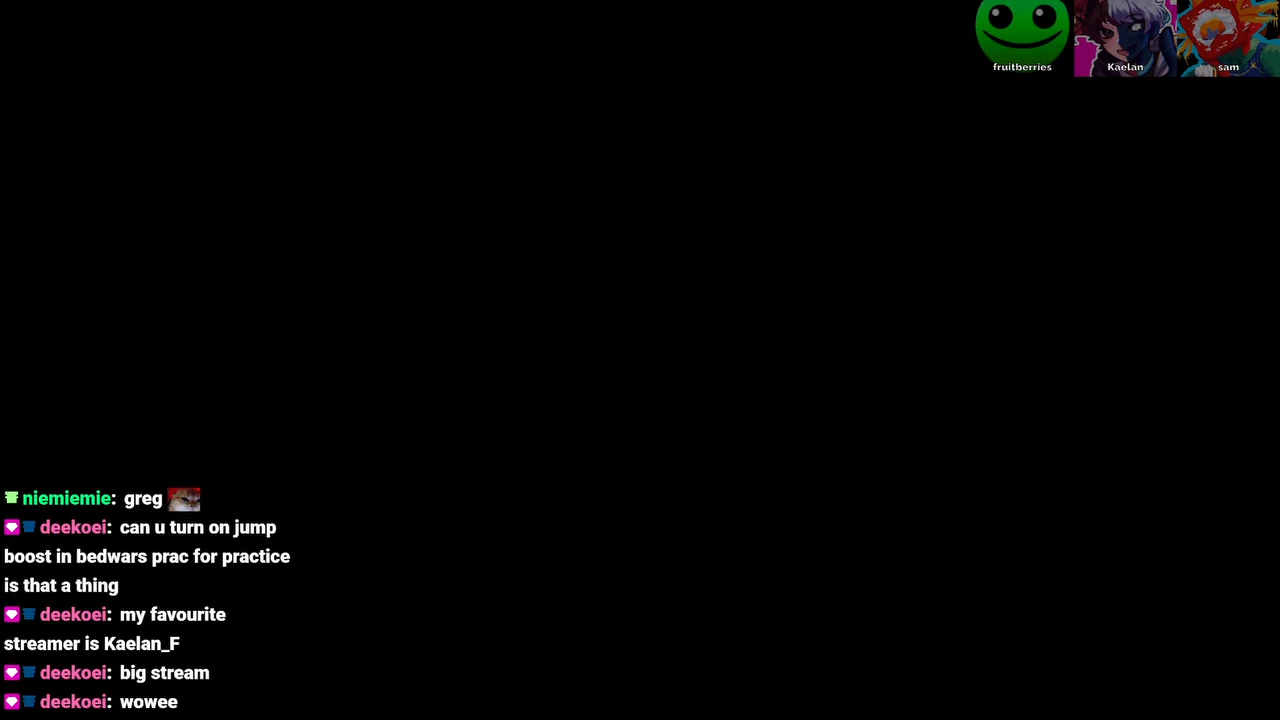 fruitberries Kaelan sam
niemiemie: greg
deekoei: can u turn on jump
boost in bedwars prac for practice
is that a thing
deekoei: my favourite
streamer is Kaelan_F
deekoei: big stream
deekoei: wowee